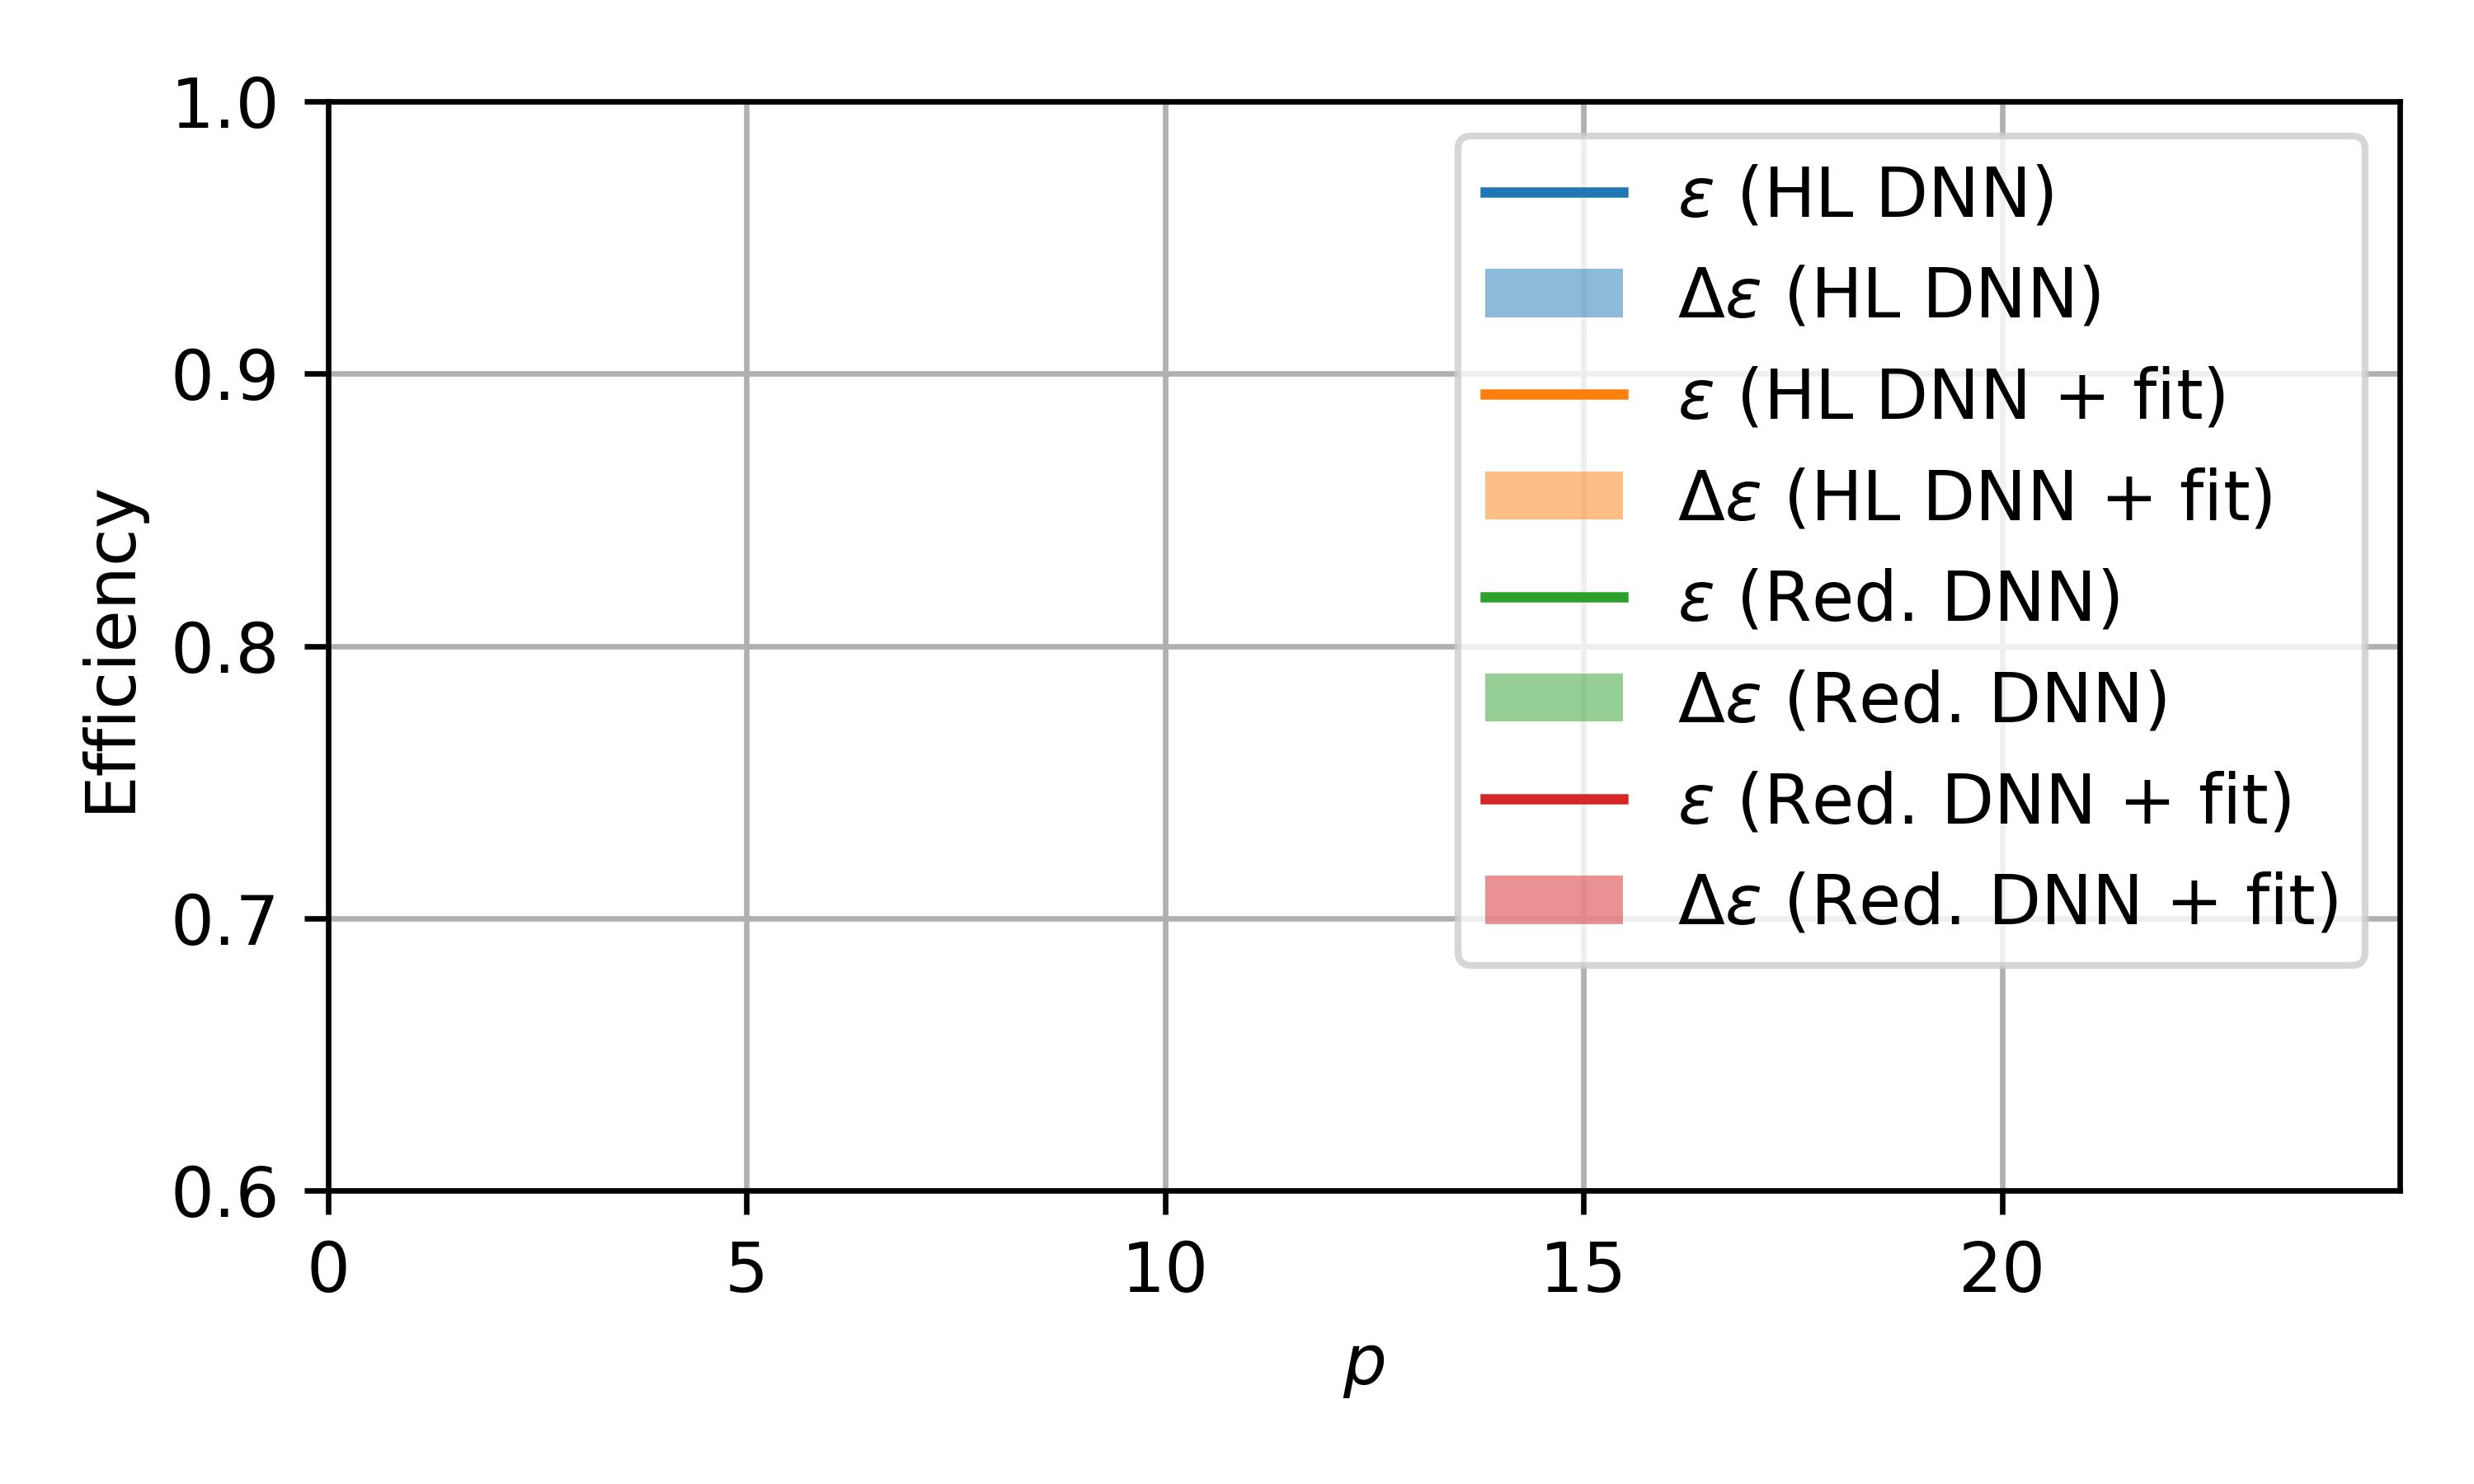 1.0
0.9
0.8
0.7
0.6
Efficiency
0 5 10 15 20
p
ε (HL DNN)
Δε (HL DNN)
ε (HL DNN + fit)
Δε (HL DNN + fit)
ε (Red. DNN)
Δε (Red. DNN)
ε (Red. DNN + fit)
Δε (Red. DNN + fit)